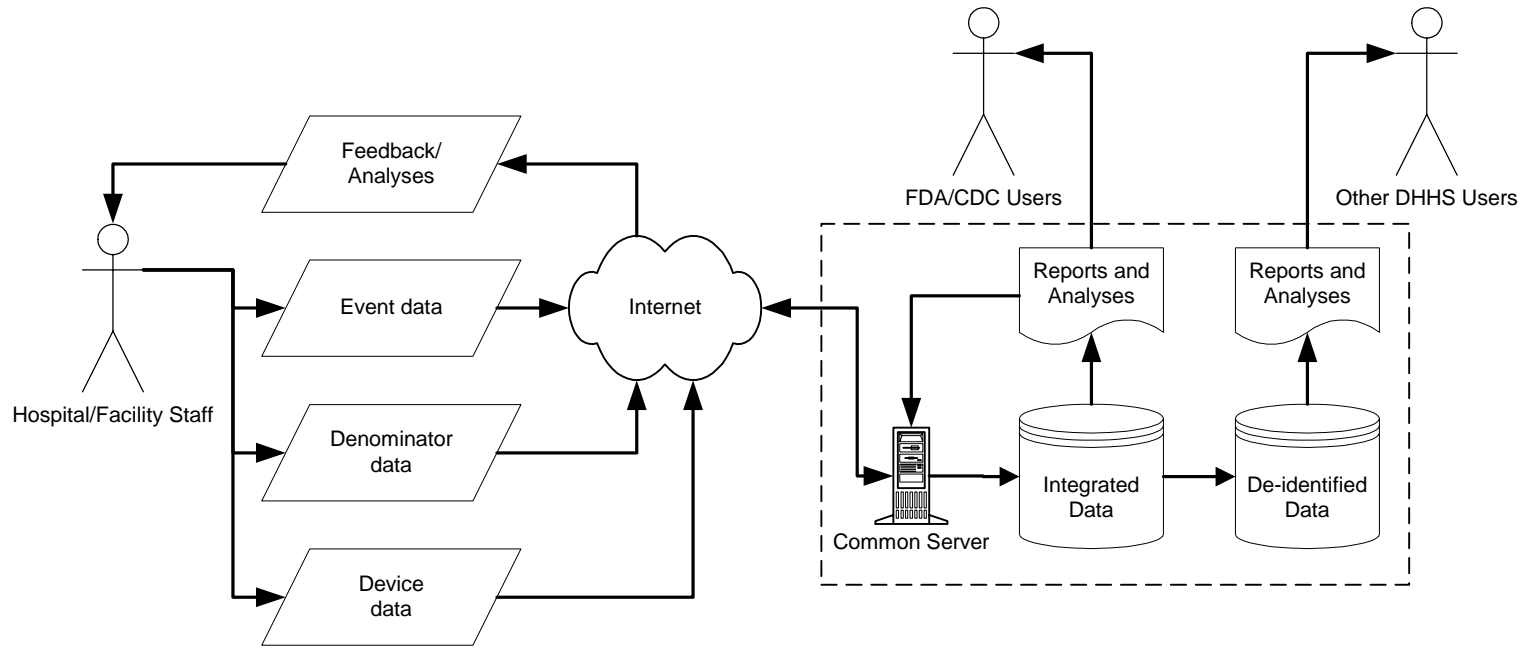 Feedback/
Analyses
FDA/CDC Users
Other DHHS Users
Event data
Internet
Reports and
Analyses
Reports and
Analyses
Hospital/Facility Staff
Denominator
data
Integrated
Data
De-identified
Data
Common Server
Device
data